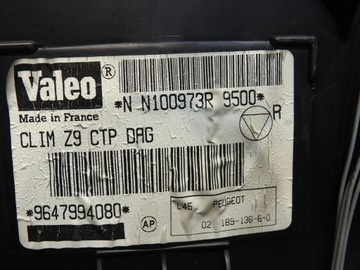 Valeo ®
*N N100973R 9500*
Made in France
R
CLIM Z9 CTP DAG
*9647994080*
AP
L45 PEUGEOT
02 189-136-6-0